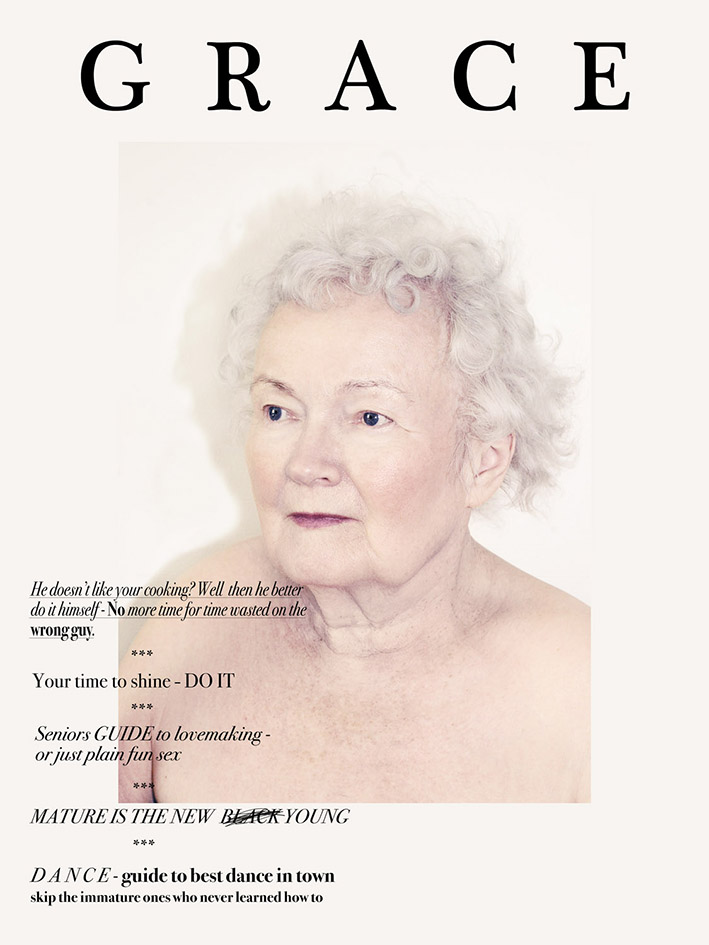 GRACE
He doesn't like your cooking? Well then he better
do it himself - No more time for time wasted on the
wrong guy.
***
Your time to shine - DO IT
***
Seniors GUIDE to lovemaking -
or just plain fun sex
***
MATURE IS THE NEW BLACK YOUNG
***
DANCE - guide to best dance in town
skip the immature ones who never learned how to